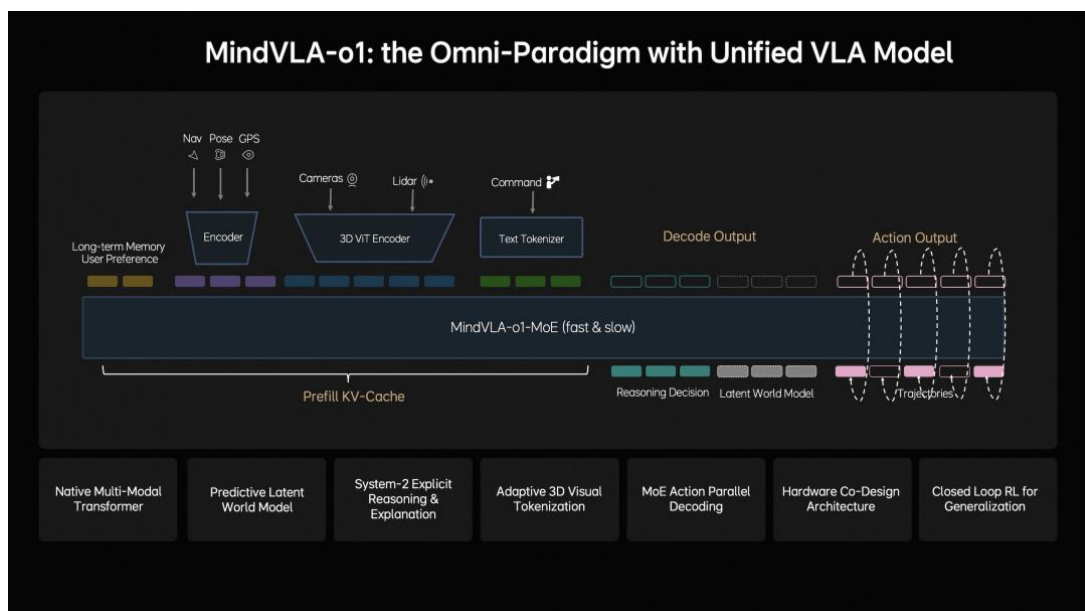 MindVLA-o1: the Omni-Paradigm with Unified VLA Model
Nav Pose GPS
Cameras
Lidar
Command
Long-term Memory
User Preference
Encoder
3D ViT Encoder
Text Tokenizer
Decode Output
Action Output
MindVLA-o1-MoE (fast & slow)
Prefill KV-Cache
Reasoning Decision
Latent World Model
Trajectories
Native Multi-Modal
Transformer
Predictive Latent
World Model
System-2 Explicit
Reasoning &
Explanation
Adaptive 3D Visual
Tokenization
MoE Action Parallel
Decoding
Hardware Co-Design
Architecture
Closed Loop RL for
Generalization